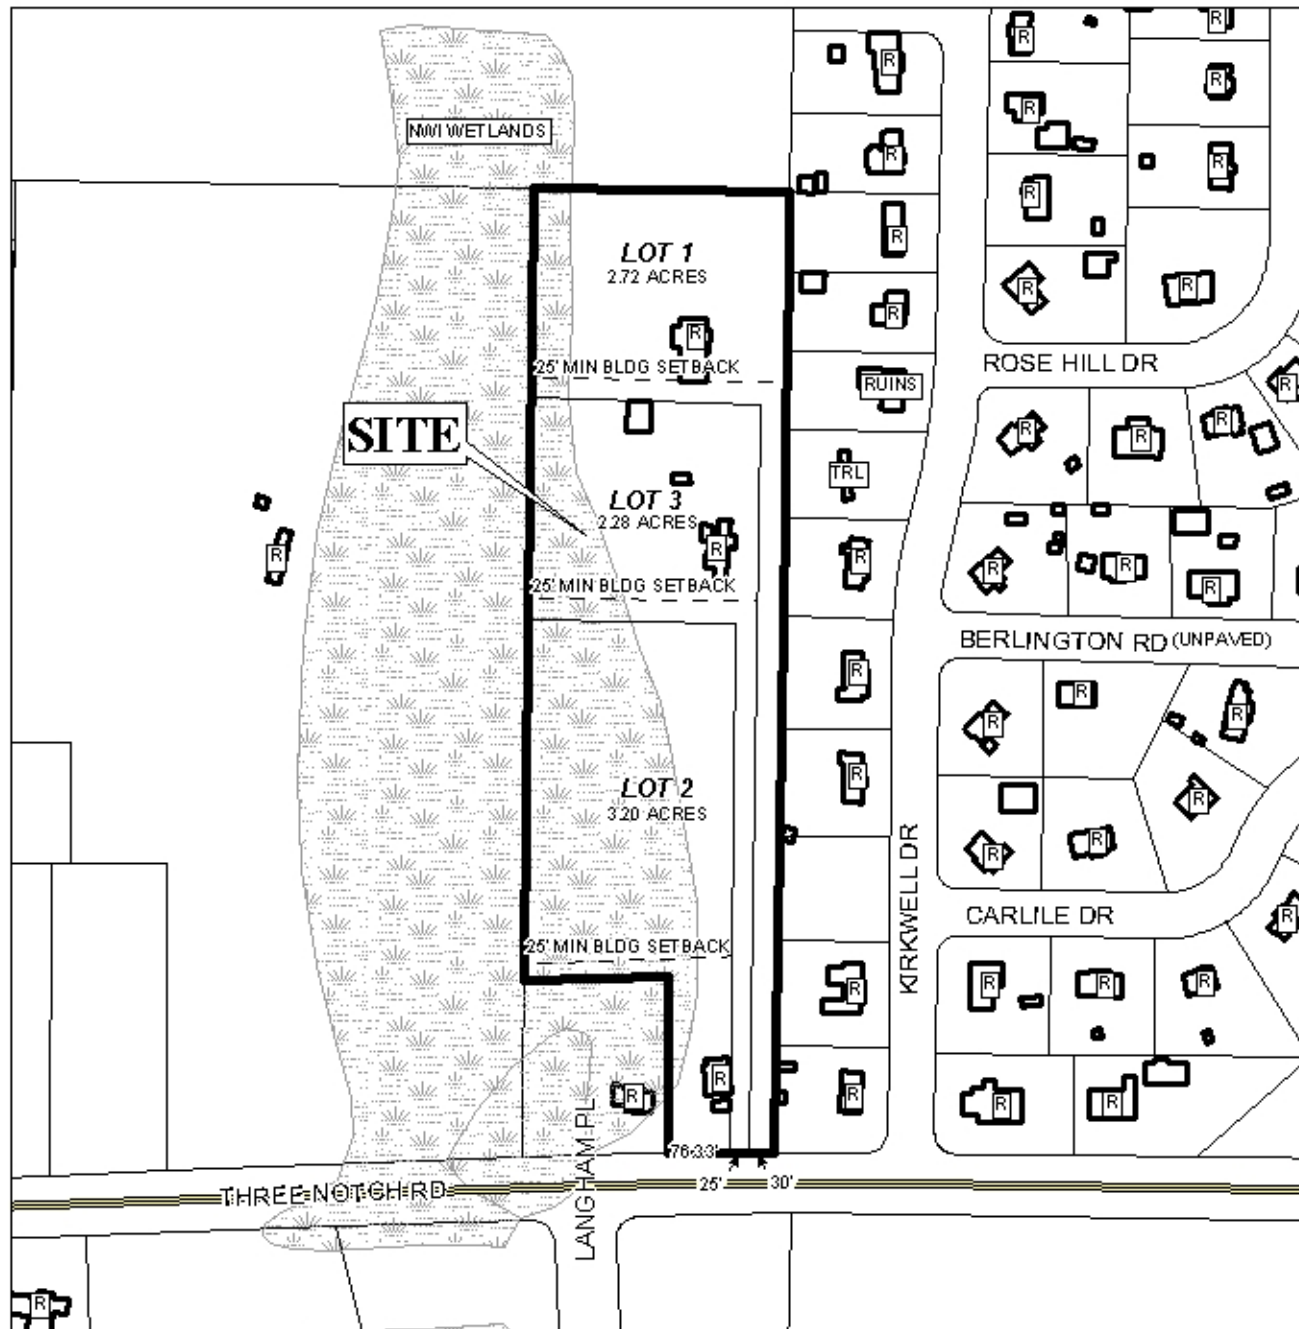 R
R
R
R
NWI WETLANDS
R
R
R
R
LOT 1
2.72 ACRES
R
R
R
R
R
25' MIN BLDG SETBACK
ROSE HILL DR
RUINS
R
SITE
R
R
R
TRL
LOT 3
2.28 ACRES
R
R
R
R
R
R
25' MIN BLDG SETBACK
BERLINGTON RD (UNPAVED)
R
R
R
R
R
LOT 2
3.20 ACRES
R
R
R
KIRKWELL DR
CARLILE DR
R
25' MIN BLDG SETBACK
R
R
R
R
R
R
R
R
R
76.33'
25'
30'
THREE NOTCH RD
LANGHAM PL
R